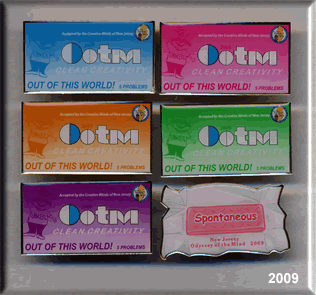 Accepted by the Creative Minds of New Jersey
OotM
CLEAN CREATIVITY
OUT OF THIS WORLD! 5 PROBLEMS
Accepted by the Creative Minds of New Jersey
OotM
CLEAN CREATIVITY
OUT OF THIS WORLD! 5 PROBLEMS
Accepted by the Creative Minds of New Jersey
OotM
CLEAN CREATIVITY
OUT OF THIS WORLD! 5 PROBLEMS
Accepted by the Creative Minds of New Jersey
OotM
CLEAN CREATIVITY
OUT OF THIS WORLD! 5 PROBLEMS
Accepted by the Creative Minds of New Jersey
OotM
CLEAN CREATIVITY
OUT OF THIS WORLD! 5 PROBLEMS
Spontaneous
New Jersey
Odyssey of the Mind 2009
2009